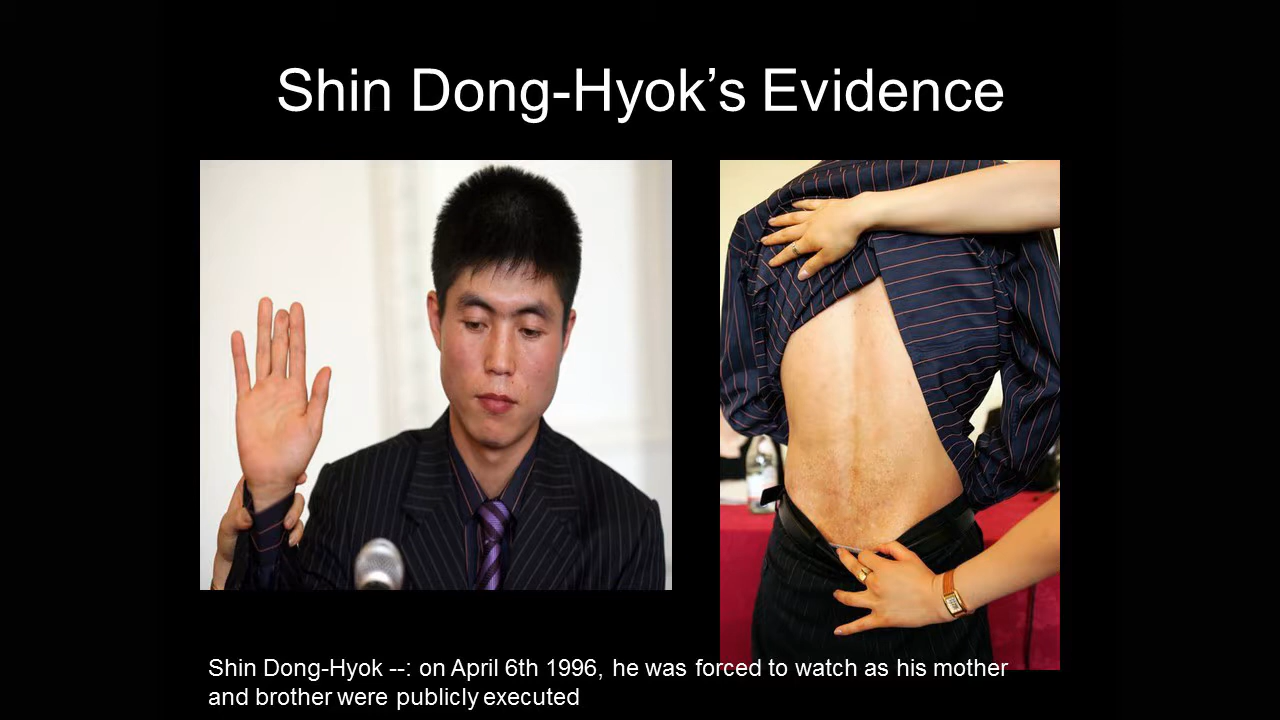 Shin Dong-Hyok’s Evidence
Shin Dong-Hyok --: on April 6th 1996, he was forced to watch as his mother
and brother were publicly executed